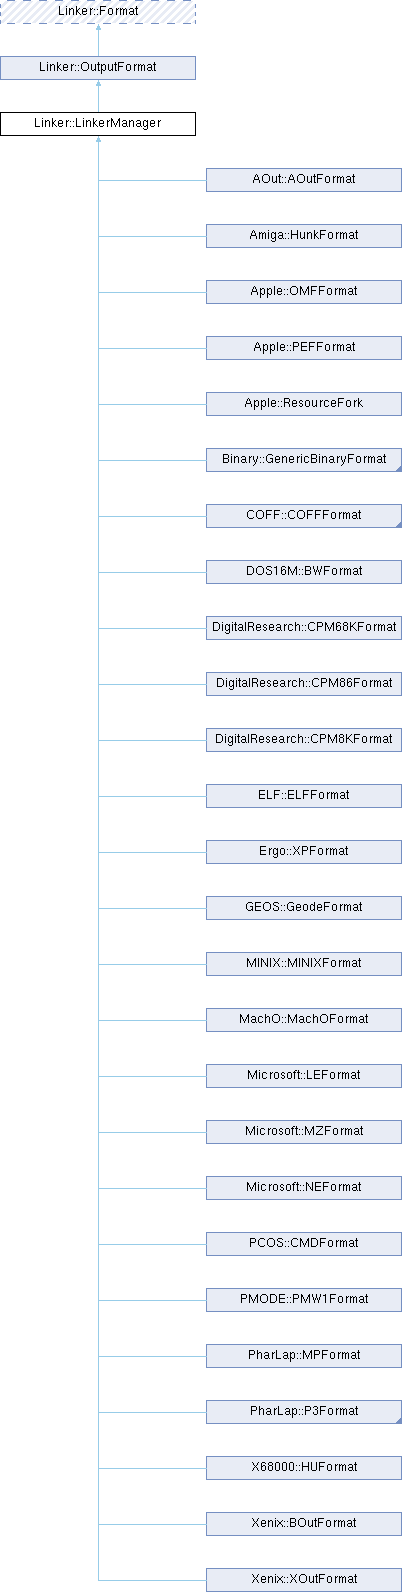 Linker::Format
Linker::OutputFormat
Linker::LinkerManager
AOut::AOutFormat
Amiga::HunkFormat
Apple::OMFFormat
Apple::PEFFormat
Apple::ResourceFork
Binary::GenericBinaryFormat
COFF::COFFFormat
DOS16M::BWFormat
DigitalResearch::CPM68KFormat
DigitalResearch::CPM86Format
DigitalResearch::CPM8KFormat
ELF::ELFFormat
Ergo::XPFormat
GEOS::GeodeFormat
MINIX::MINIXFormat
MachO::MachOFormat
Microsoft::LEFormat
Microsoft::MZFormat
Microsoft::NEFormat
PCOS::CMDFormat
PMODE::PMW1Format
PharLap::MPFormat
PharLap::P3Format
X68000::HUFormat
Xenix::BOutFormat
Xenix::XOutFormat